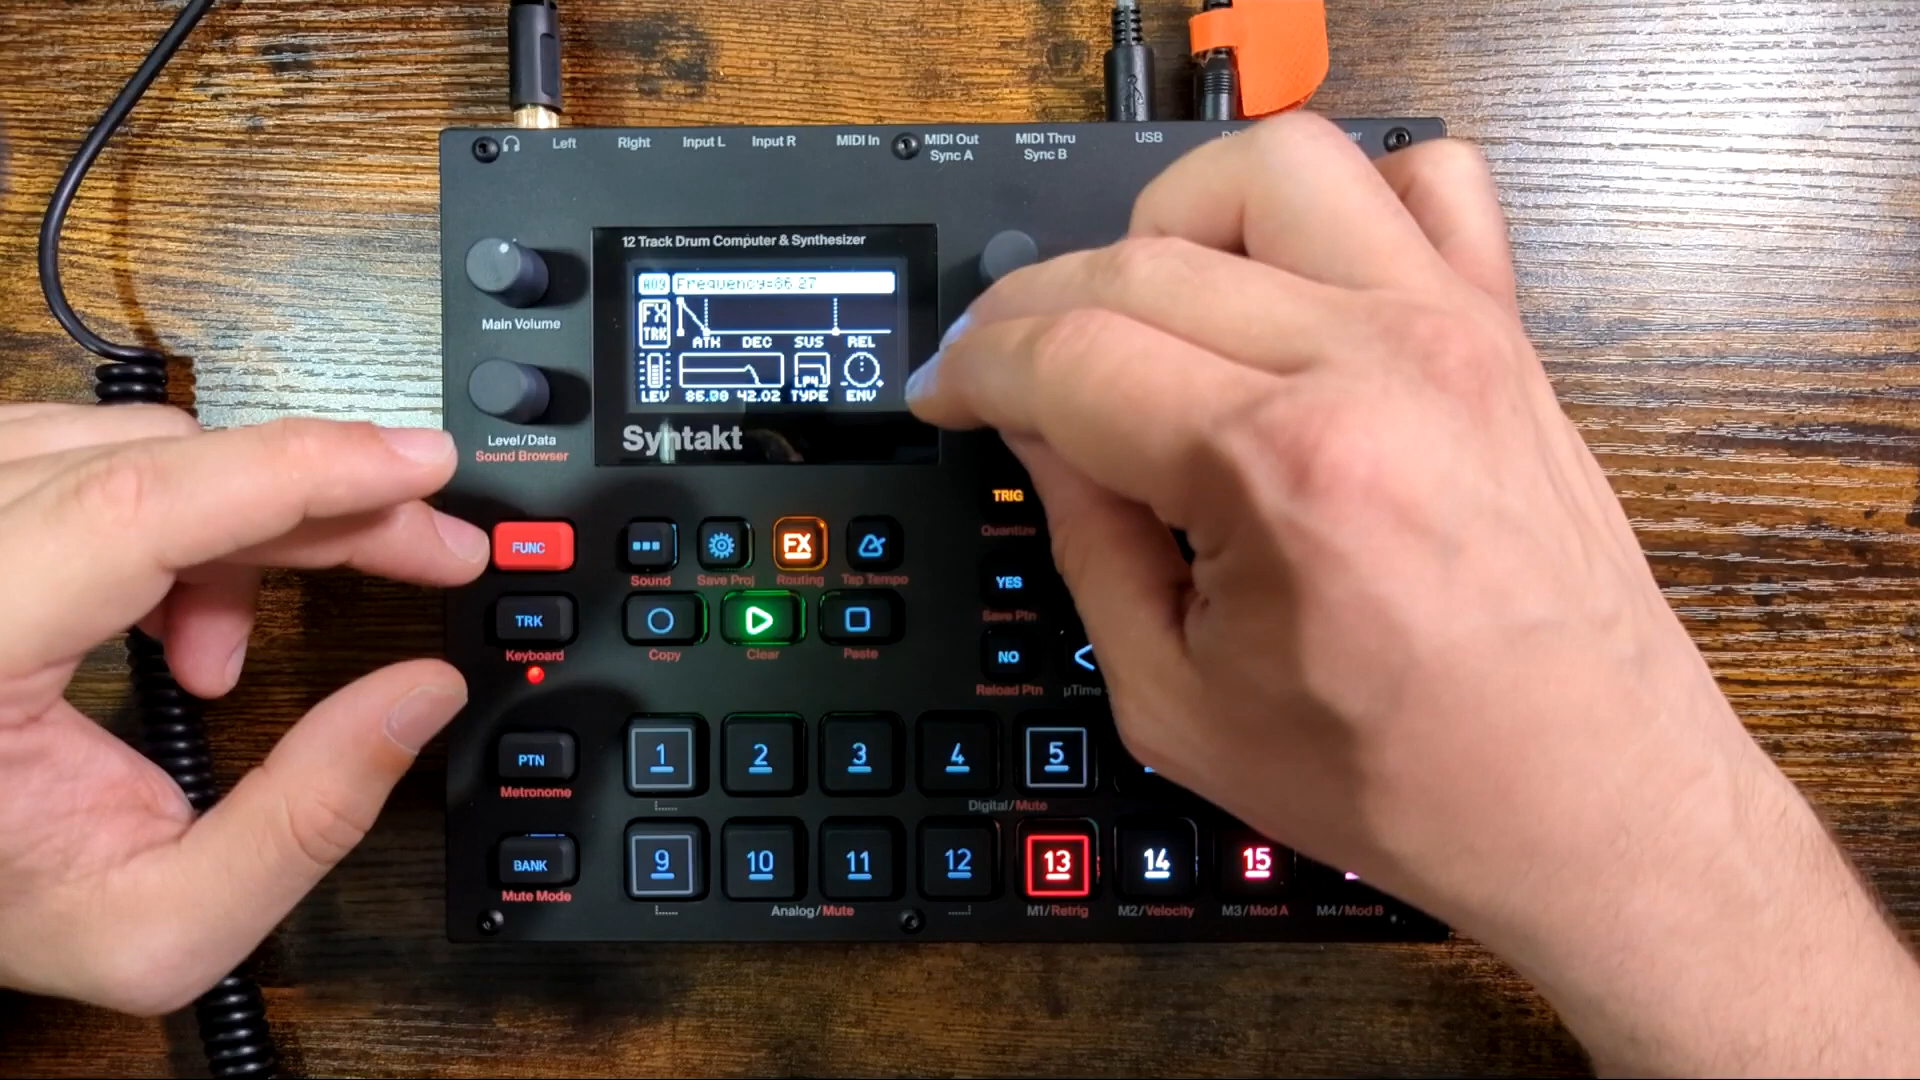 Left Right Input L Input R MIDI In MIDI Out MIDI Thru USB
Sync A Sync B
12 Track Drum Computer & Synthesizer
A09 Frequency=86.27
FX
TRK
ATK DEC SUS REL
LP4
LEV 86.00 42.02 TYPE ENV
Syntakt
Main Volume
Level/Data
Sound Browser
FUNC
FX
Sound Save Proj Routing Tap Tempo
TRK
Keyboard
Copy Clear Paste
TRIG
Quantize
YES
Save Ptn
NO
Reload Ptn μTime
PTN
Metronome
1 2 3 4 5
Digital/Mute
BANK
Mute Mode
9 10 11 12 13 14 15
Analog/Mute M1/Retrig M2/Velocity M3/Mod A M4/Mod B